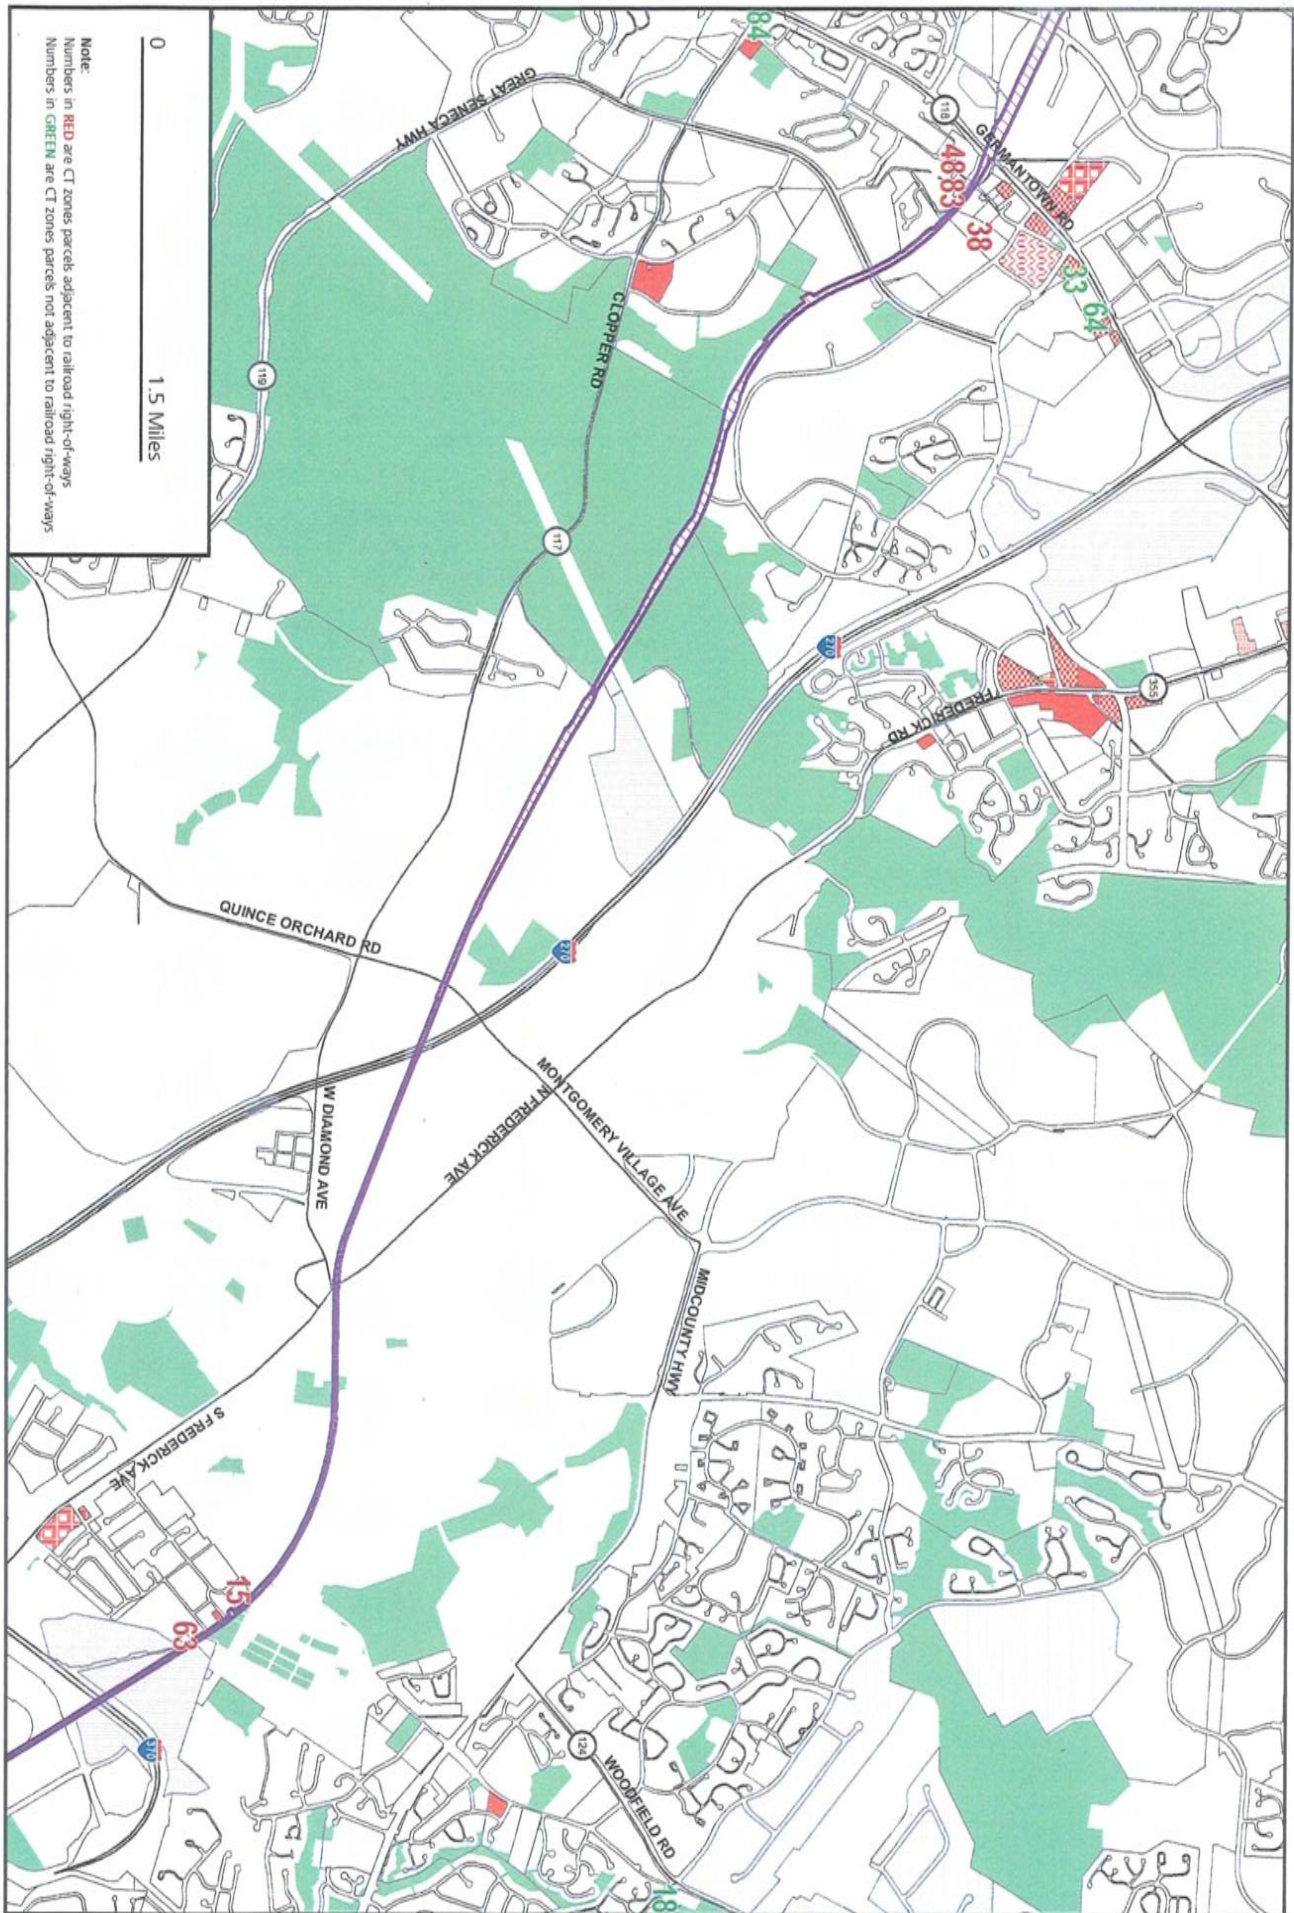 84
GREAT SENECA HWY
118
GERMANTOWN RD
4883
38
33
64
CLOPPER RD
119
117
270
355
FREDERICK RD
QUINCE ORCHARD RD
270
W DIAMOND AVE
N FREDERICK AVE
MONTGOMERY VILLAGE AVE
MIDCOUNTY HWY
S FREDERICK AVE
15
63
370
124
WOODFIELD RD
18
0
1.5 Miles
Note:
Numbers in RED are CT zones parcels adjacent to railroad right-of-ways
Numbers in GREEN are CT zones parcels not adjacent to railroad right-of-ways